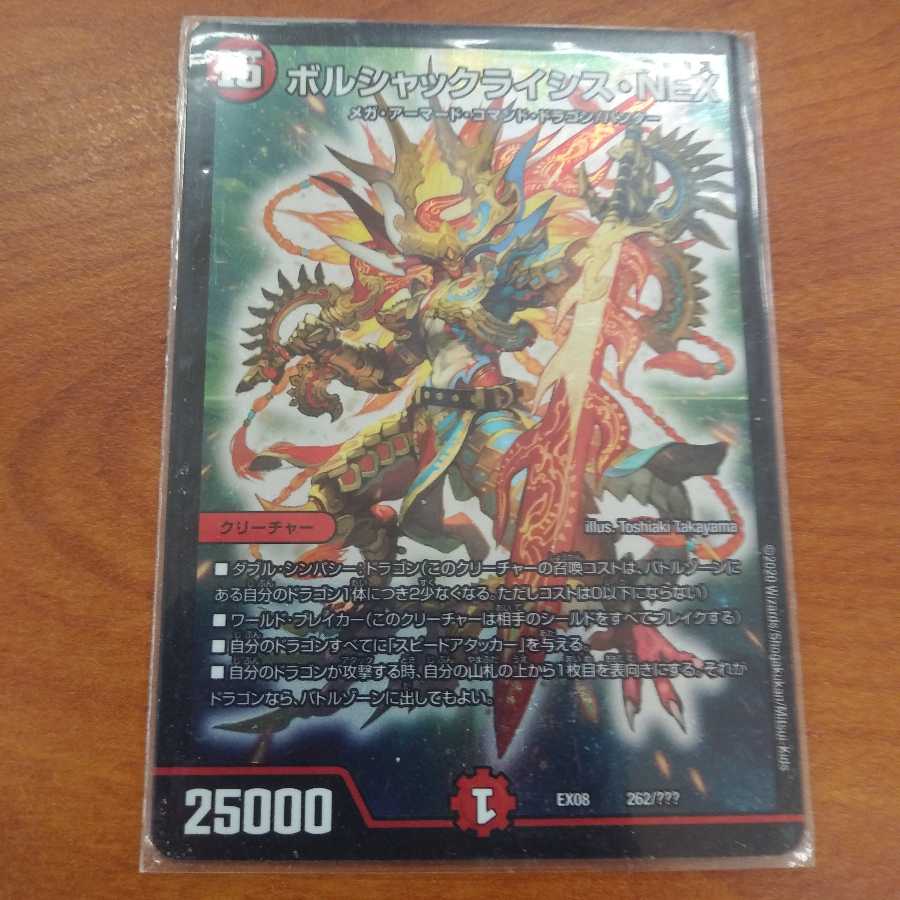 15 ボルシャックライシス・NEX
メガ・アーマード・コマンド・ドラゴン/ハンター
クリーチャー
illus. Toshiaki Takayama
■ダブル・シンパシー:ドラゴン(このクリーチャーの召喚コストは、バトルゾーンに
ある自分のドラゴン1体につき2少なくなる。ただしコストは0以下にならない)
■ワールド・ブレイカー(このクリーチャーは相手のシールドをすべてブレイクする)
■自分のドラゴンすべてに「スピードアタッカー」を与える。
■自分のドラゴンが攻撃する時、自分の山札の上から1枚目を表向きにする。それが
ドラゴンなら、バトルゾーンに出してもよい。
©2020 Wizards/Shogakukan/Mitsui-Kids
25000
1
EX08 262/???